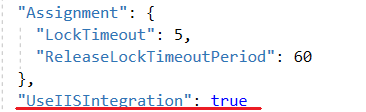 "Assignment": {
"LockTimeout": 5,
"ReleaseLockTimeoutPeriod": 60
},
"UseIISIntegration": true